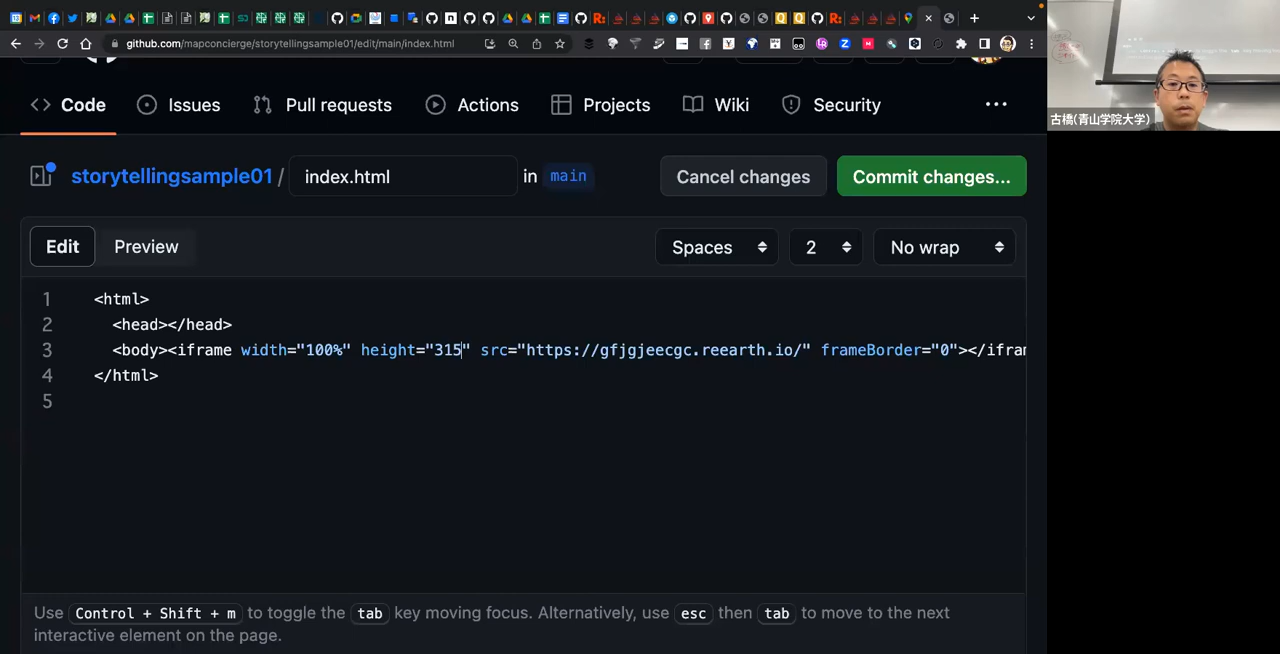 github.com/mapconcierge/storytellingsample01/edit/main/index.html
Code Issues Pull requests Actions Projects Wiki Security
古橋(青山学院大学)
storytellingsample01 / index.html in main Cancel changes Commit changes...
Edit Preview Spaces 2 No wrap
1 <html>
2 <head></head>
3 <body><iframe width="100%" height="315" src="https://gfjgjeecgc.reearth.io/" frameBorder="0"></ifram
4 </html>
5
Use Control + Shift + m to toggle the tab key moving focus. Alternatively, use esc then tab to move to the next
interactive element on the page.